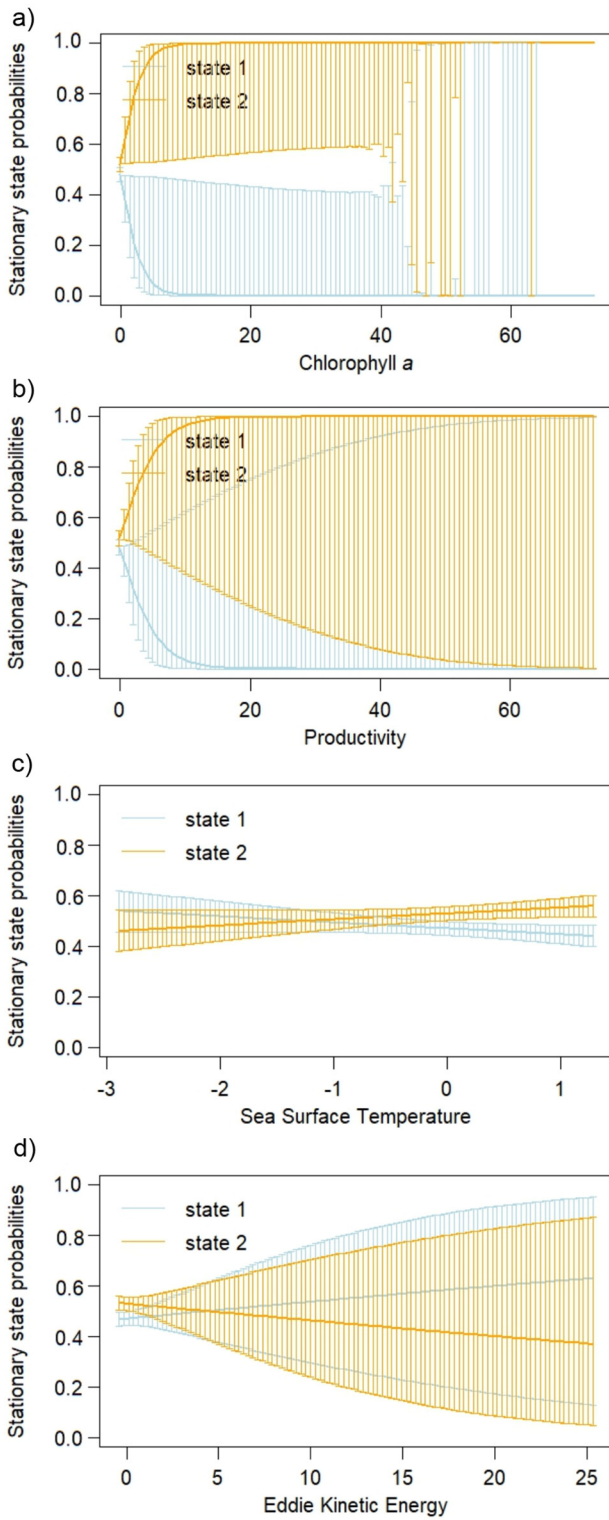 a)
Stationary state probabilities
1.0
0.8
0.6
0.4
0.2
0.0
state 1
state 2
0 20 40 60
Chlorophyll a
b)
Stationary state probabilities
1.0
0.8
0.6
0.4
0.2
0.0
state 1
state 2
0 20 40 60
Productivity
c)
Stationary state probabilities
1.0
0.8
0.6
0.4
0.2
0.0
state 1
state 2
-3 -2 -1 0 1
Sea Surface Temperature
d)
Stationary state probabilities
1.0
0.8
0.6
0.4
0.2
0.0
state 1
state 2
0 5 10 15 20 25
Eddie Kinetic Energy